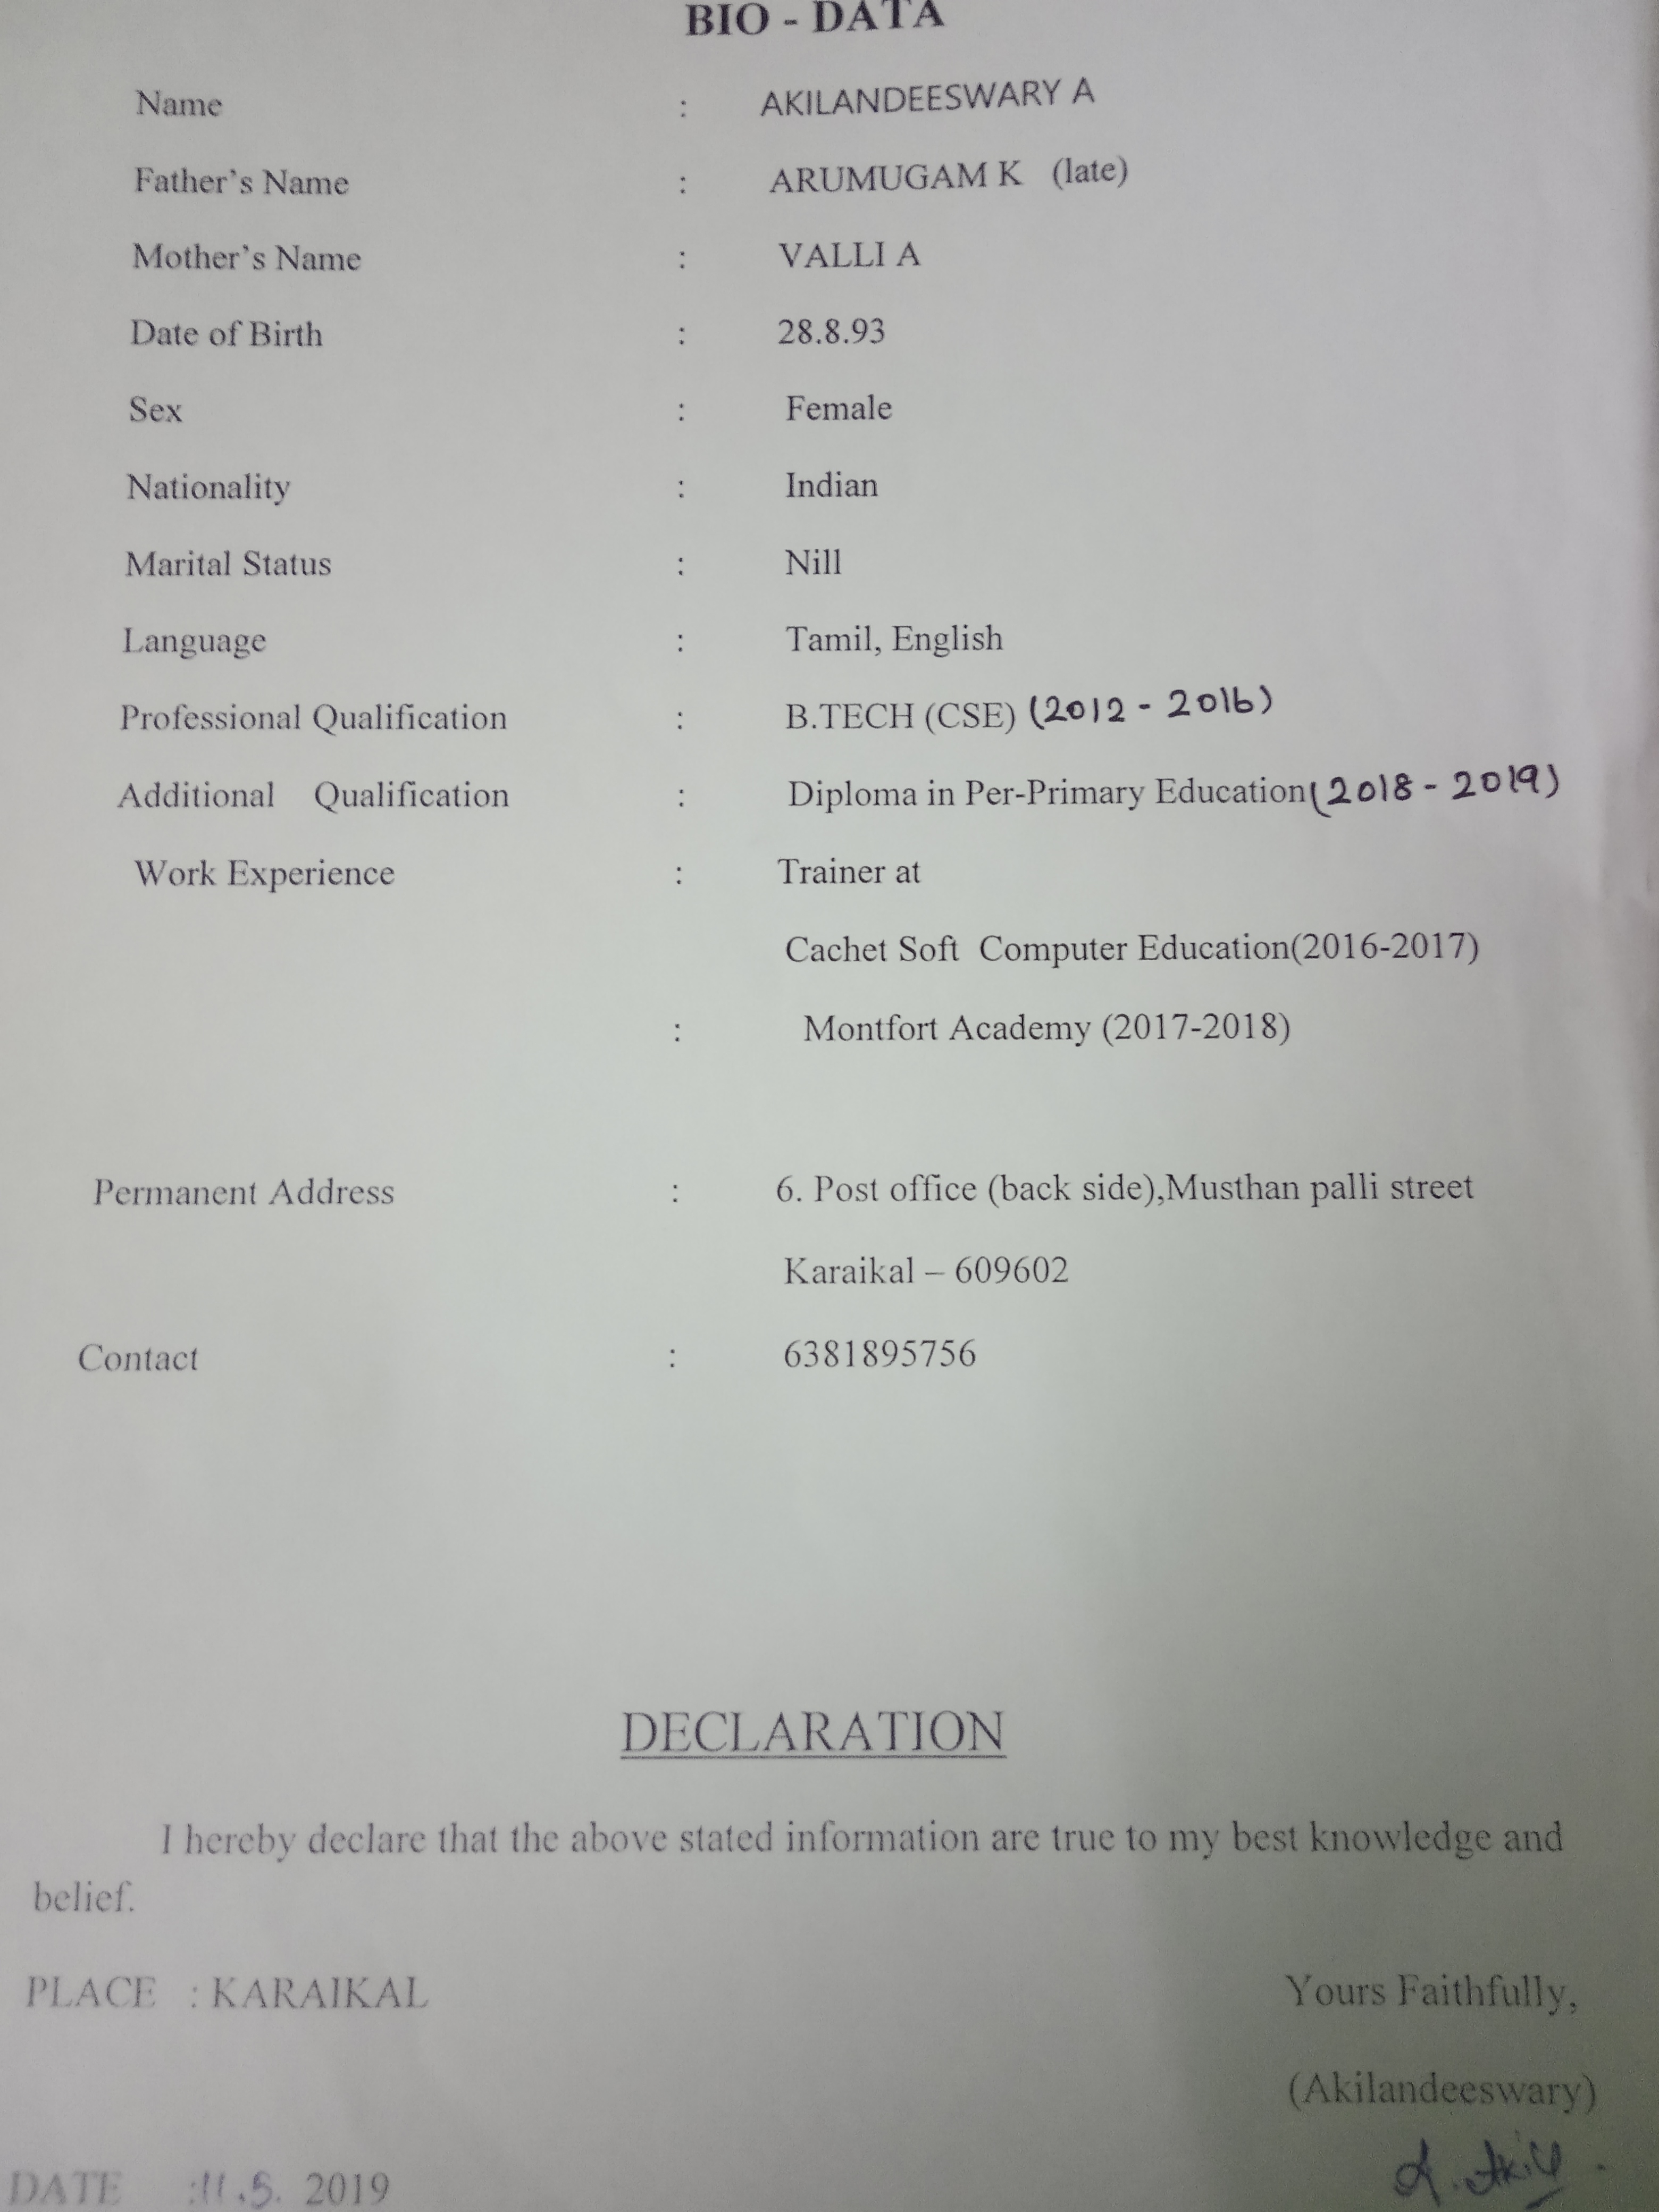 BIO - DATA
Name : AKILANDEESWARY A
Father's Name : ARUMUGAM K (late)
Mother's Name : VALLI A
Date of Birth : 28.8.93
Sex : Female
Nationality : Indian
Marital Status : Nill
Language : Tamil, English
Professional Qualification : B.TECH (CSE) (2012 - 2016)
Additional Qualification : Diploma in Per-Primary Education (2018 - 2019)
Work Experience : Trainer at
Cachet Soft Computer Education(2016-2017)
: Montfort Academy (2017-2018)
Permanent Address : 6. Post office (back side),Musthan palli street
Karaikal – 609602
Contact : 6381895756
DECLARATION
I hereby declare that the above stated information are true to my best knowledge and
belief.
PLACE : KARAIKAL Yours Faithfully,
(Akilandeeswary)
DATE :11.5. 2019 A. Akil.